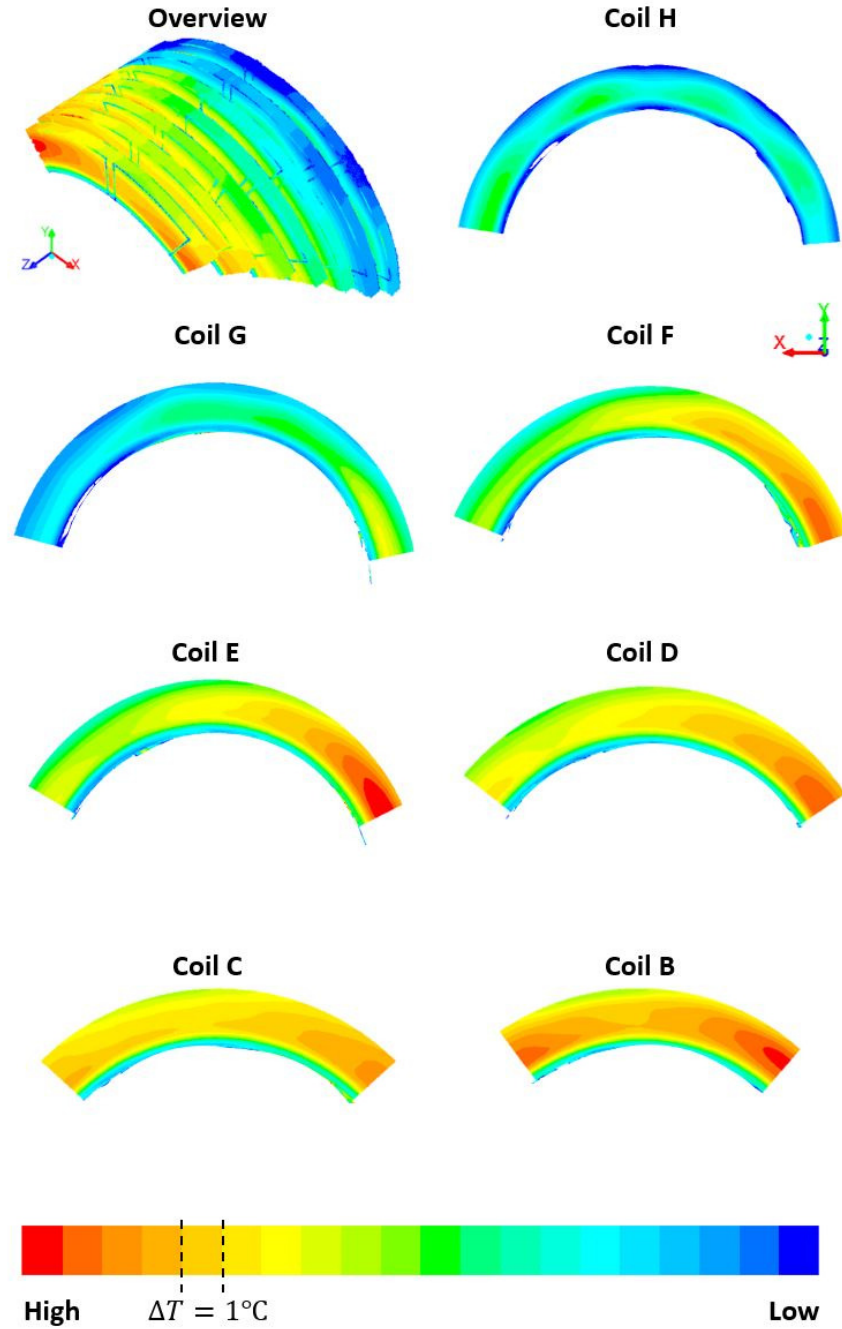 Overview
Coil H
Y
Z
X
Coil G
Coil F
Y
X
Z
Coil E
Coil D
Coil C
Coil B
High
ΔT = 1°C
Low